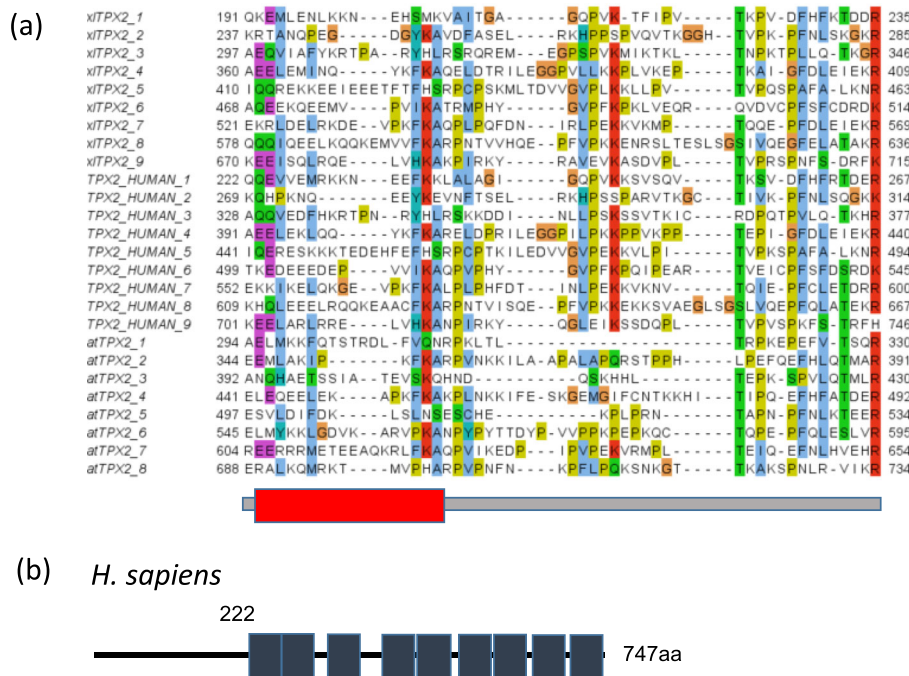 (a)
xlTPX2_1 191 QKEMLENLKKN---EHSMKVAITGA------GQPVK-TFIPV-----TKPV-DFHFKTDDR 235
xlTPX2_2 237 KRTANQPEG-----DGYKAVDFASEL----RKHPPSPVQVTKGGH--TVPK-PFNLSKGKR 285
xlTPX2_3 297 AEQVIAFYKRTPA-RYHLRSRQREM---EGPSPVKMIKTKL------TNPKTPLLQ-TKGR 346
xlTPX2_4 360 AEELEMINQ-----YKFKAQELDTRILEGGPVLLKKPLVKEP-----TKAI-GFDLEIEKR 409
xlTPX2_5 410 IQQREKKEEIEEETFTFHSRPCPSKMLTDVVGVPLKKLLPV------TVPQSPAFA-LKNR 463
xlTPX2_6 468 AQEEKQEEMV----PVIKATRMPHY------GVPFKPKLVEQR----QVDVCPFSFCDRDK 514
xlTPX2_7 521 EKRLDELRKDE--VPKFKAQPLPQFDN---IRLPEKKVKMP------TQQE-PFDLEIEKR 569
xlTPX2_8 578 QQQIQEELKQQKEMVVFKARPNTVVHQE--PFVPKKENRSLTESLSGSIVQEGFELATAKR 636
xlTPX2_9 670 KEEISQLRQE----LVHKAKPIRKY-----RAVEVKASDVPL-----TVPRSPNFS-DRFK 715
TPX2_HUMAN_1 222 QQEVVEMRKKN---EEFKKLALAGI------GQPVKKSVSQV-----TKSV-DFHFRTDER 267
TPX2_HUMAN_2 269 KQHPKNQ-------EEYKEVNFTSEL----RKHPSSPARVTKGC---TIVK-PFNLSQGKK 314
TPX2_HUMAN_3 328 AQQVEDFHKRTPN-RYHLRSKKDDI-----NLLPSKSSVTKIC----RDPQTPVLQ-TKHR 377
TPX2_HUMAN_4 391 AEELEKLQQ-----YKFKARELDPRILEGGPILPKKPPVKPP-----TEPI-GFDLEIEKR 440
TPX2_HUMAN_5 441 IQERESKKKTEDEHFEFHSRPCPTKILEDVVGVPEKKVLPI------TVPKSPAFA-LKNR 494
TPX2_HUMAN_6 499 TKEDEEEDEP----VVIKAQPVPHY------GVPFKPQIPEAR----TVEICPFSFDSRDK 545
TPX2_HUMAN_7 552 EKKIKELQKGE--VPKFKALPLPHFDT---INLPEKKVKNV------TQIE-PFCLETDRR 600
TPX2_HUMAN_8 609 KHQLEEELRQQKEAACFKARPNTVISQE--PFVPKKEKKSVAEGLSGSLVQEPFQLATEKR 667
TPX2_HUMAN_9 701 KEELARLRRE----LVHKANPIRKY-----QGLEIKSSDQPL-----TVPVSPKFS-TRFH 746
atTPX2_1 294 AELMKKFQTSTRDLFVQNRPKLTL-----------------------TRPKEPEFV-TSQR 330
atTPX2_2 344 EEMLAKIP-------KFKARPVNKKILA-APALAPQRSTPPH-----LPEFQEFHLQTMAR 391
atTPX2_3 392 ANQHAETSSIA---TEVSKQHND---------QSKHHL---------TEPK-SPVLQTMLR 430
atTPX2_4 441 ELEQKLEEK----APKFKAKPLNKKIFE-SKGEMGIFCNTKKHI---TIPQ-EFTFATDER 492
atTPX2_5 497 ESVLDIFDK-----LSLNSESCHE----------KPLPRN-------TAPN-PFNLKTEER 534
atTPX2_6 545 ELMYKKLGDVK--ARVPKANPYPYTTDYP-VVPPKPEPKQC------TQPE-PFQLESLVR 595
atTPX2_7 604 REERRRMETEEAQKRLFKAQPVIKEDP---IPVPEKVRMPL------TEIQ-EFNLHVEHR 654
atTPX2_8 688 ERALKQMRKT----MVPHARPVPNFN----KPFLPQKSNKGT-----TKAKSPNLR-VIKR 734
(b) H. sapiens
222
747aa